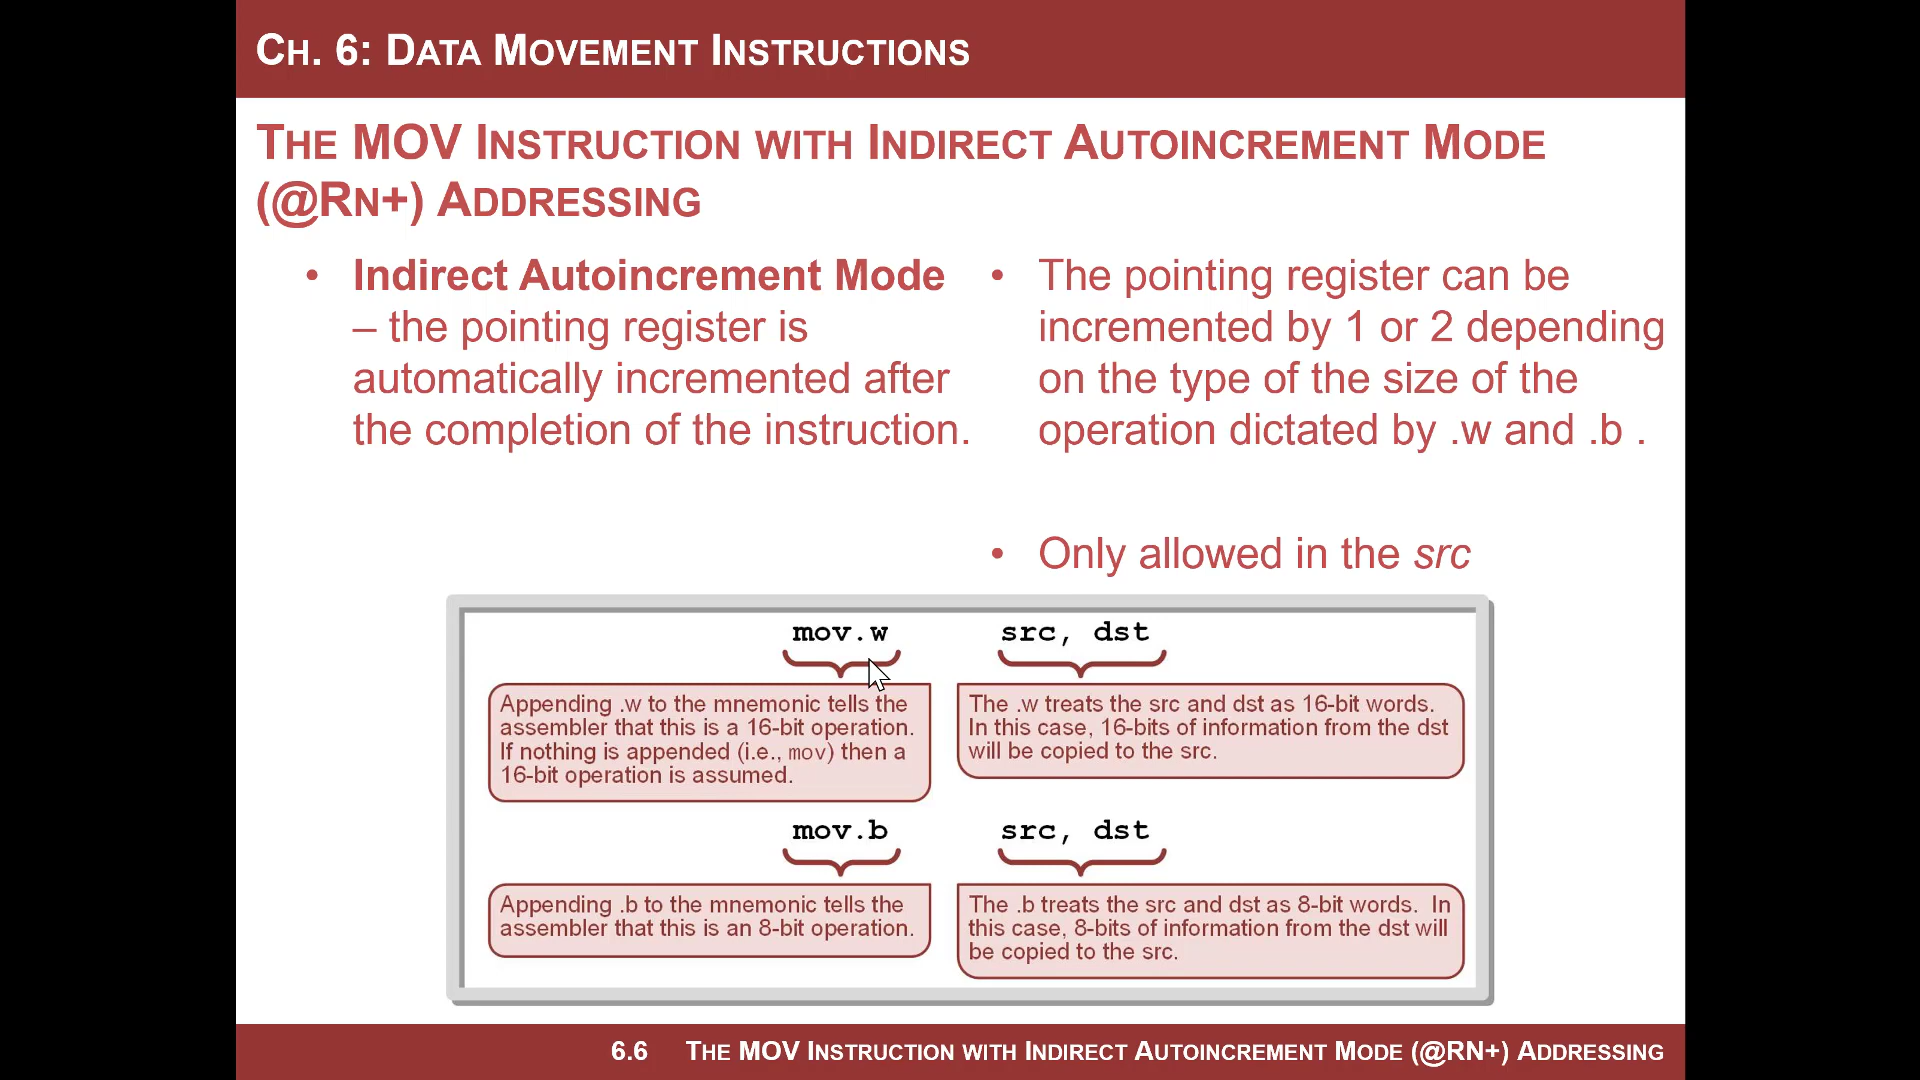 CH. 6: DATA MOVEMENT INSTRUCTIONS
THE MOV INSTRUCTION WITH INDIRECT AUTOINCREMENT MODE
(@RN+) ADDRESSING
• Indirect Autoincrement Mode
– the pointing register is
automatically incremented after
the completion of the instruction.
• The pointing register can be
incremented by 1 or 2 depending
on the type of the size of the
operation dictated by .w and .b .
• Only allowed in the src
mov.w src, dst
Appending .w to the mnemonic tells the
assembler that this is a 16-bit operation.
If nothing is appended (i.e., mov) then a
16-bit operation is assumed.
The .w treats the src and dst as 16-bit words.
In this case, 16-bits of information from the dst
will be copied to the src.
mov.b src, dst
Appending .b to the mnemonic tells the
assembler that this is an 8-bit operation.
The .b treats the src and dst as 8-bit words. In
this case, 8-bits of information from the dst will
be copied to the src.
6.6 THE MOV INSTRUCTION WITH INDIRECT AUTOINCREMENT MODE (@RN+) ADDRESSING